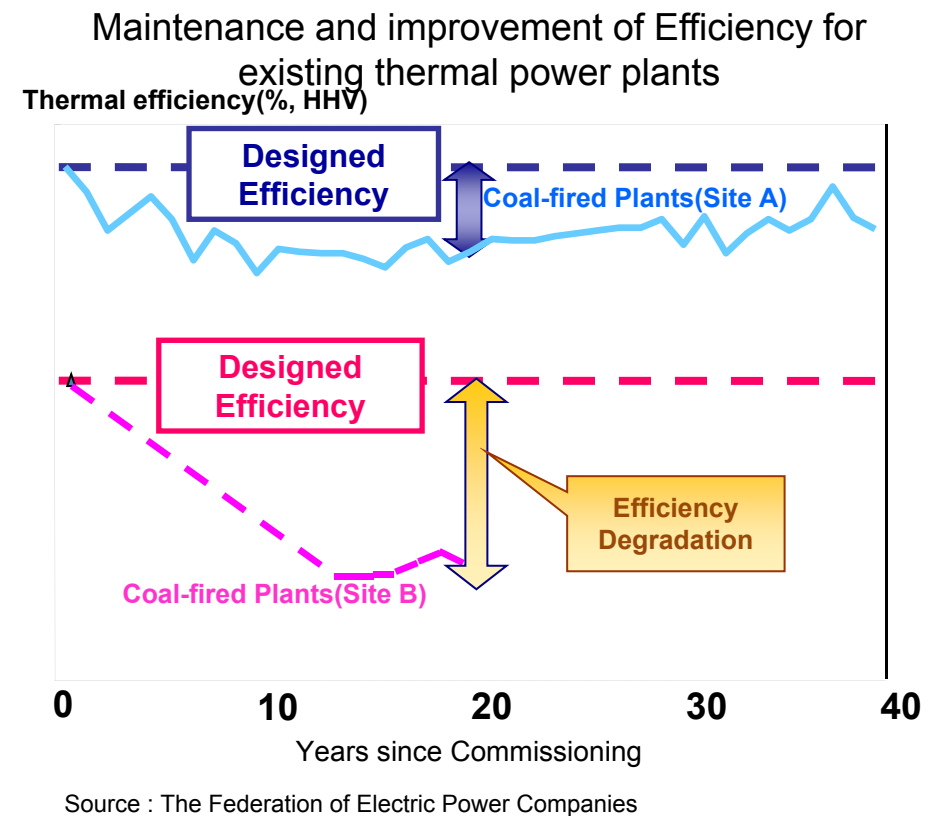 Maintenance and improvement of Efficiency for
existing thermal power plants
Thermal efficiency(%, HHV)
Designed
Efficiency
Coal-fired Plants(Site A)
Designed
Efficiency
Efficiency
Degradation
Coal-fired Plants(Site B)
0 10 20 30 40
Years since Commissioning
Source : The Federation of Electric Power Companies